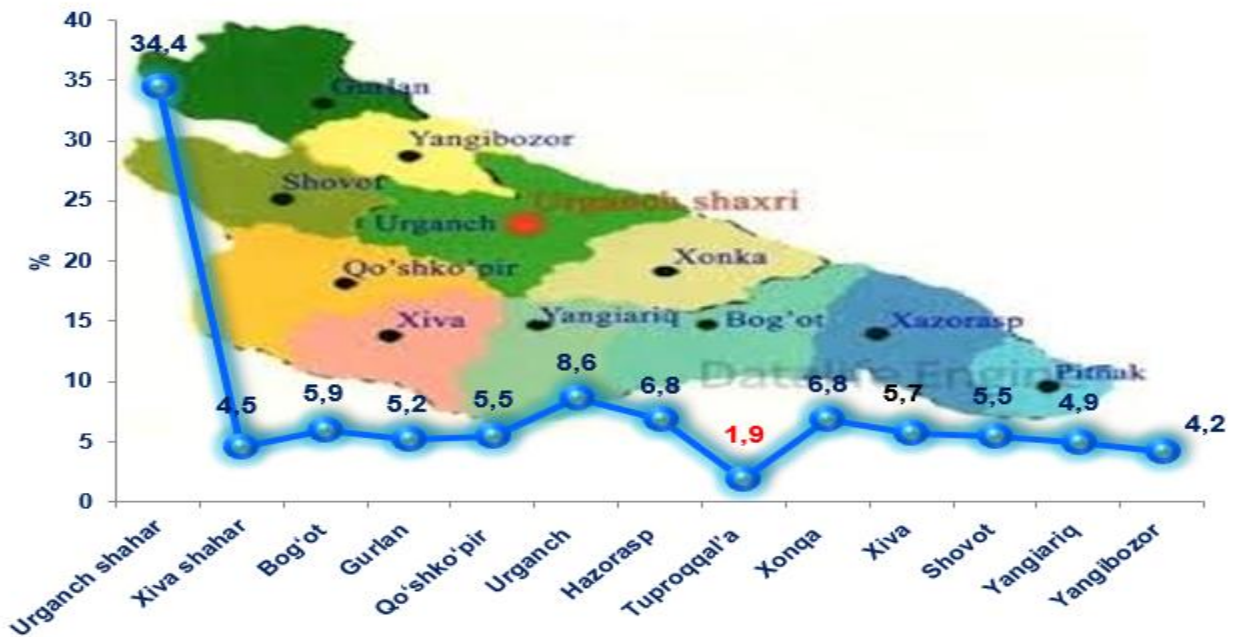 40
34,4
35
30
25
20
15
10
5
0
%
Gurlan
Yangibozor
Shovot
Urganch shaxri
t Urganch
Xonka
Qo'shko'pir
Xiva
Yangiariq
Bog'ot
Xazorasp
Pitnak
Datalife Engine
4,5
5,9
5,2
5,5
8,6
6,8
1,9
6,8
5,7
5,5
4,9
4,2
Urganch shahar
Xiva shahar
Bog‘ot
Gurlan
Qo‘shko‘pir
Urganch
Hazorasp
Tuproqqal’a
Xonqa
Xiva
Shovot
Yangiariq
Yangibozor